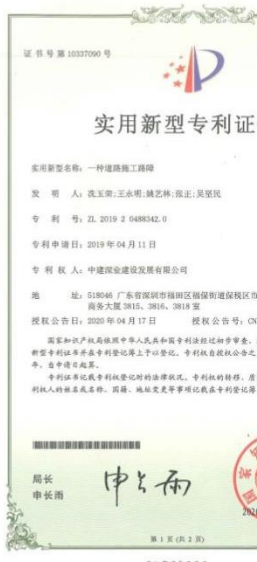 证书号第10337090号
实用新型专利证
实用新型名称：一种道路施工路障
发 明 人：冼玉荣;王永明;姚艺林;张正;吴坚民
专 利 号：ZL 2019 2 0488342.0
专利申请日：2019年04月11日
专 利 权 人：中建深业建设发展有限公司
地 址：518046 广东省深圳市福田区福保街道保税区市
商务大厦3815、3816、3818室
授权公告日：2020年04月17日 授权公告号：CN
国家知识产权局依照中华人民共和国专利法经过初步审查，
新型专利证书并在专利登记簿上予以登记。专利权自授权公告之
年，自申请日起算。
专利证书记载专利权登记时的法律状况。专利权的转移、质
利权人的姓名或名称、国籍、地址变更等事项记载在专利登记簿
局长
申长雨
申长雨
第1页(共2页)